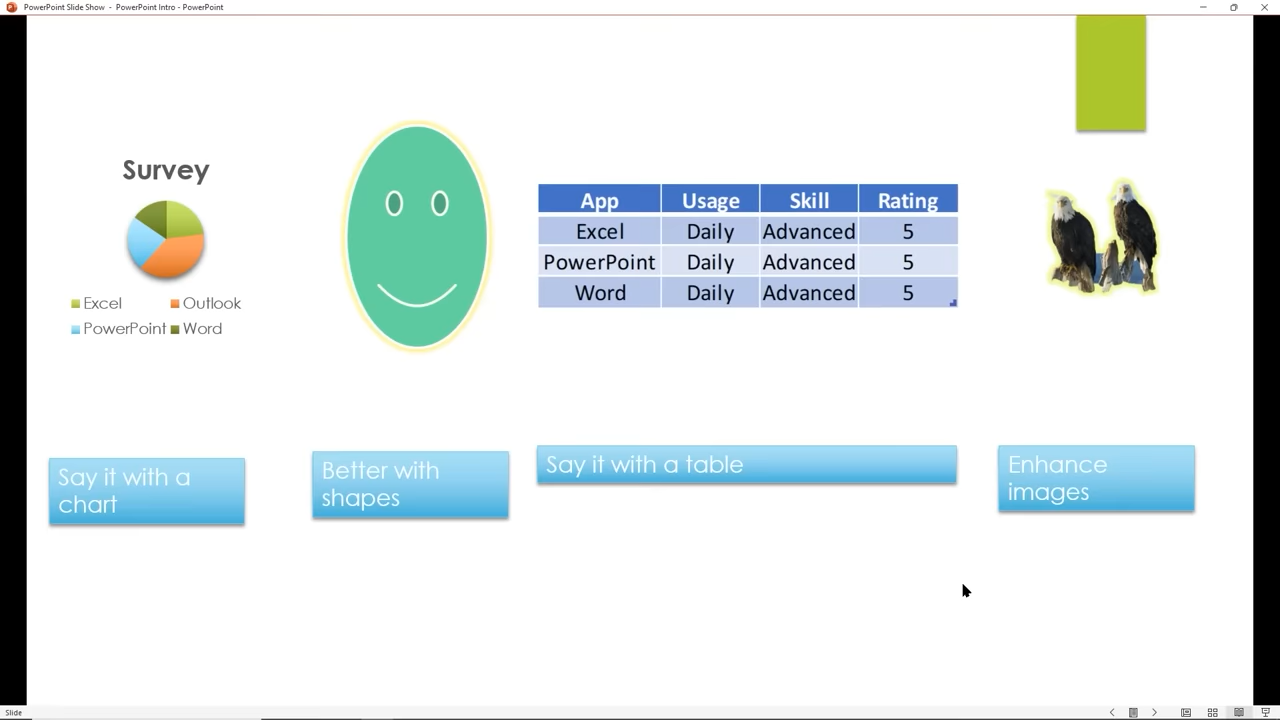 PowerPoint Slide Show - PowerPoint Intro - PowerPoint
Survey
Excel Outlook
PowerPoint Word
App Usage Skill Rating
Excel Daily Advanced 5
PowerPoint Daily Advanced 5
Word Daily Advanced 5
Say it with a
chart
Better with
shapes
Say it with a table
Enhance
images
Slide